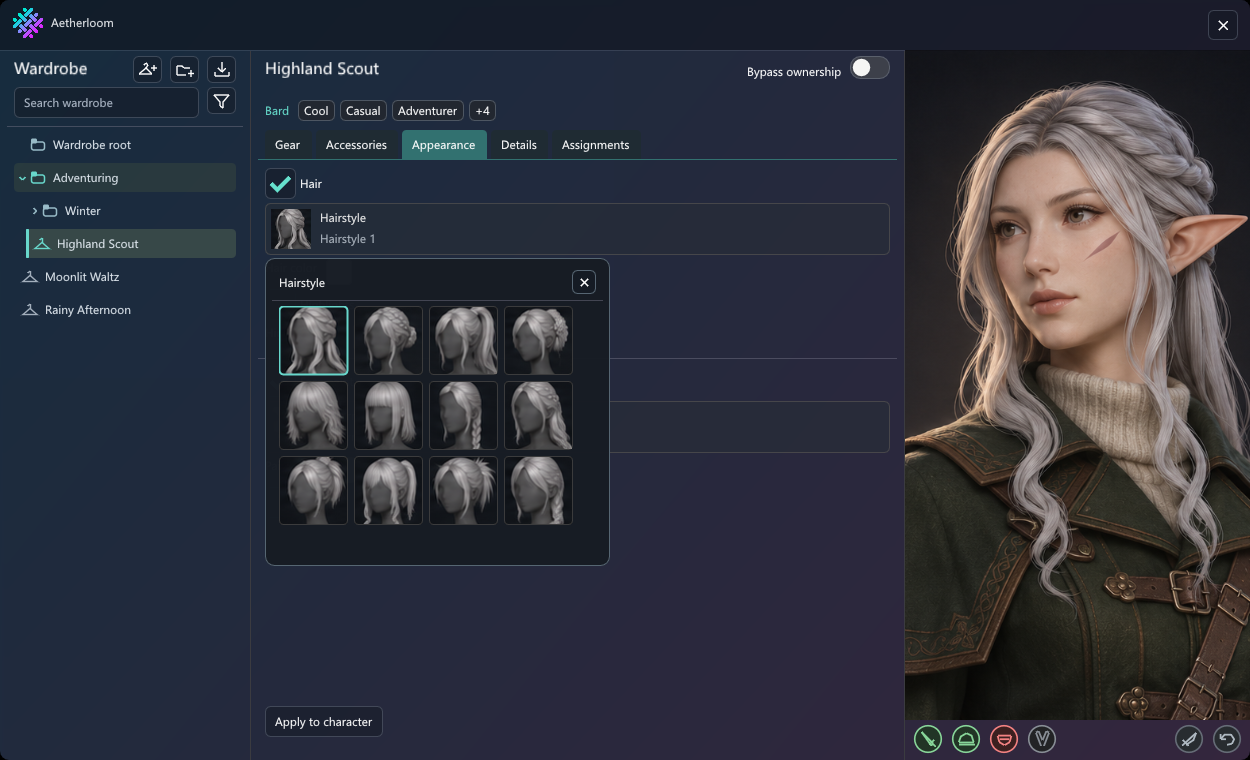 Aetherloom
Wardrobe
Search wardrobe
Wardrobe root
Adventuring
Winter
Highland Scout
Moonlit Waltz
Rainy Afternoon
Highland Scout
Bypass ownership
Bard Cool Casual Adventurer +4
Gear Accessories Appearance Details Assignments
Hair
Hairstyle
Hairstyle 1
Hairstyle
Apply to character